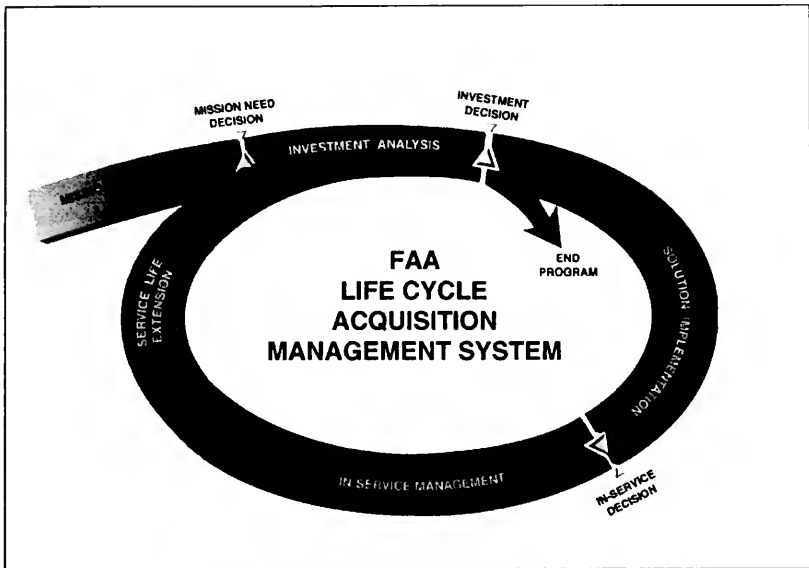 MISSION NEED
DECISION
INVESTMENT
DECISION
INVESTMENT ANALYSIS
FAA
LIFE CYCLE
ACQUISITION
MANAGEMENT SYSTEM
END
PROGRAM
SOLUTION IMPLEMENTATION
SERVICE LIFE
EXTENSION
IN SERVICE MANAGEMENT
IN-SERVICE
DECISION